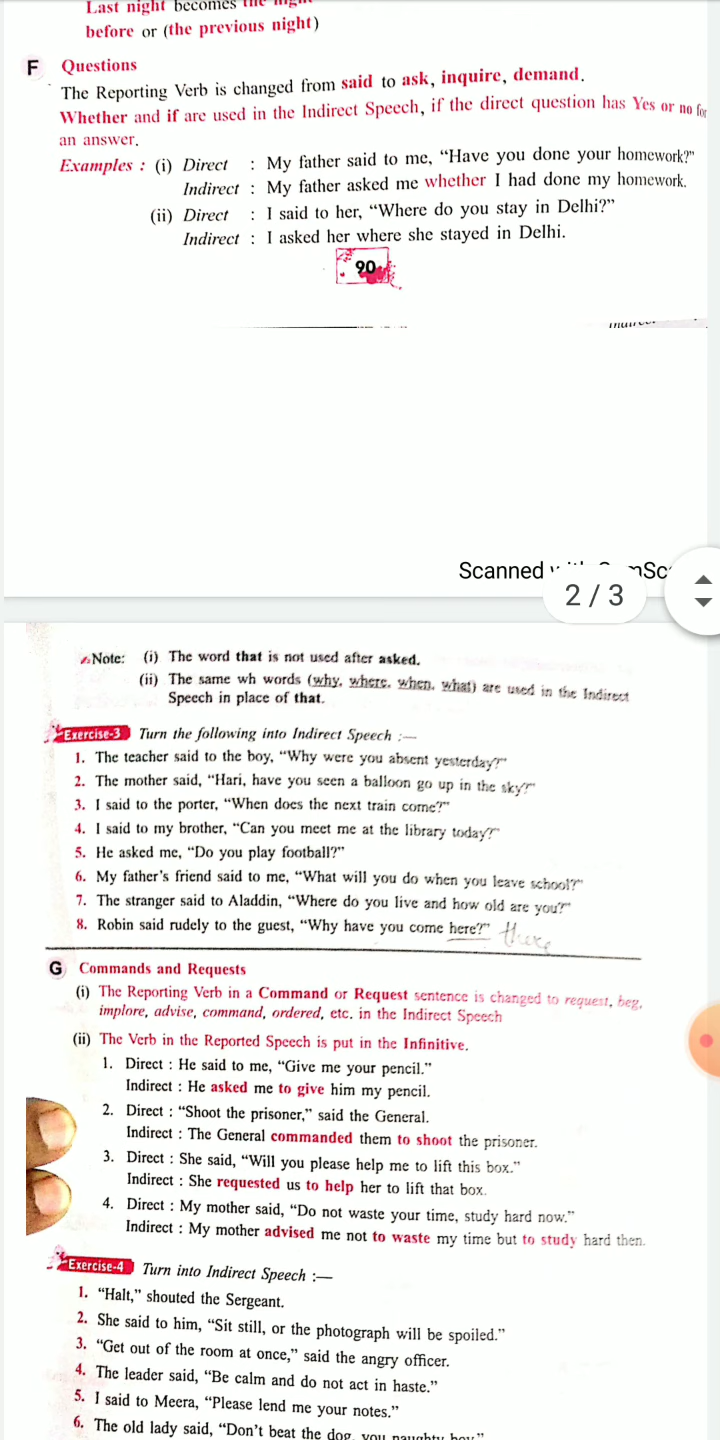 Last night becomes the
before or (the previous night)
F Questions
The Reporting Verb is changed from said to ask, inquire, demand.
Whether and if are used in the Indirect Speech, if the direct question has Yes or no for
an answer.
Examples : (i) Direct : My father said to me, “Have you done your homework?”
Indirect : My father asked me whether I had done my homework.
(ii) Direct : I said to her, “Where do you stay in Delhi?”
Indirect : I asked her where she stayed in Delhi.
90
Scanned
2 / 3
Note: (i) The word that is not used after asked.
(ii) The same wh words (why, where, when, what) are used in the Indirect
Speech in place of that.
Exercise-3 Turn the following into Indirect Speech :—
1. The teacher said to the boy, “Why were you absent yesterday?”
2. The mother said, “Hari, have you seen a balloon go up in the sky?”
3. I said to the porter, “When does the next train come?”
4. I said to my brother, “Can you meet me at the library today?”
5. He asked me, “Do you play football?”
6. My father’s friend said to me, “What will you do when you leave school?”
7. The stranger said to Aladdin, “Where do you live and how old are you?”
8. Robin said rudely to the guest, “Why have you come here?” there
G Commands and Requests
(i) The Reporting Verb in a Command or Request sentence is changed to request, beg,
implore, advise, command, ordered, etc. in the Indirect Speech
(ii) The Verb in the Reported Speech is put in the Infinitive.
1. Direct : He said to me, “Give me your pencil.”
Indirect : He asked me to give him my pencil.
2. Direct : “Shoot the prisoner,” said the General.
Indirect : The General commanded them to shoot the prisoner.
3. Direct : She said, “Will you please help me to lift this box.”
Indirect : She requested us to help her to lift that box.
4. Direct : My mother said, “Do not waste your time, study hard now.”
Indirect : My mother advised me not to waste my time but to study hard then.
Exercise-4 Turn into Indirect Speech :—
1. “Halt,” shouted the Sergeant.
2. She said to him, “Sit still, or the photograph will be spoiled.”
3. “Get out of the room at once,” said the angry officer.
4. The leader said, “Be calm and do not act in haste.”
5. I said to Meera, “Please lend me your notes.”
6. The old lady said, “Don’t beat the dog, you naughty boy.”